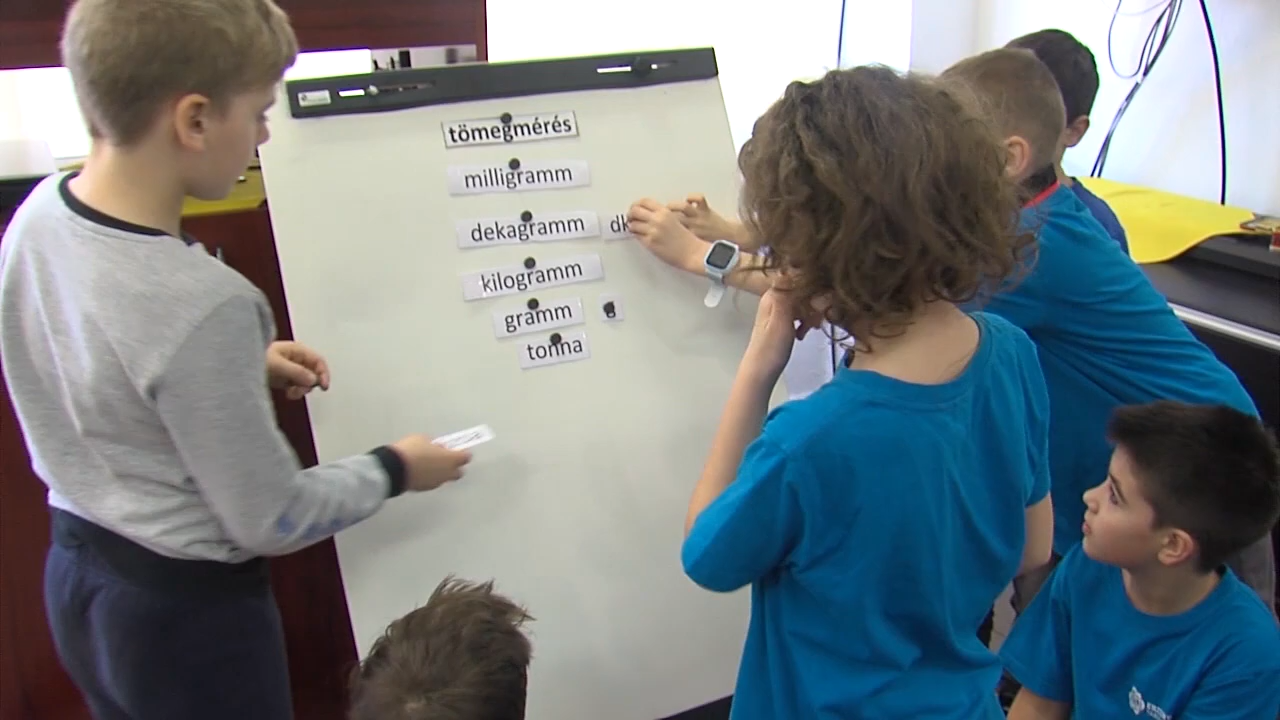 tömegmérés
milligramm
dekagramm dk
kilogramm
gramm g
tonna